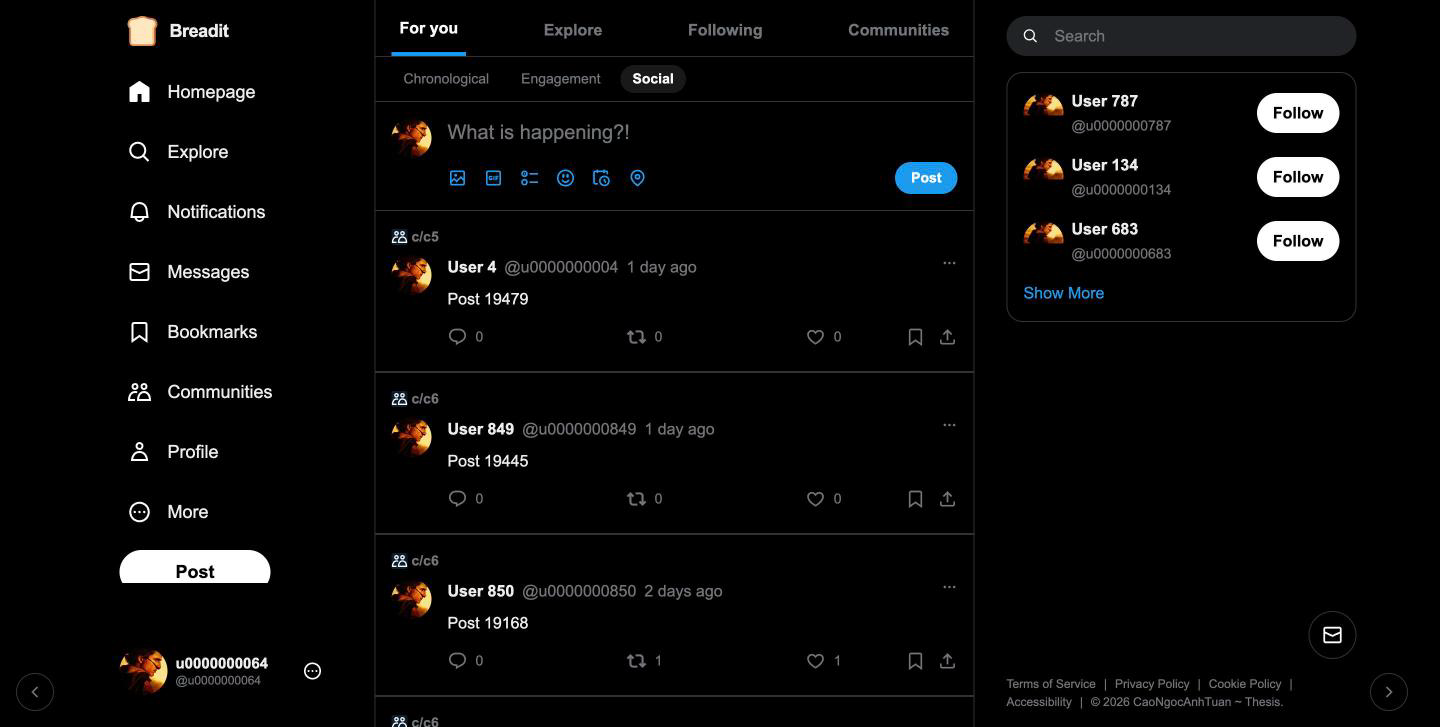 Breadit
Homepage
Explore
Notifications
Messages
Bookmarks
Communities
Profile
More
Post
u0000000064
@u0000000064
For you Explore Following Communities
Chronological Engagement Social
What is happening?!
GIF
Post
c/c5
User 4 @u0000000004 1 day ago
Post 19479
0 0 0
c/c6
User 849 @u0000000849 1 day ago
Post 19445
0 0 0
c/c6
User 850 @u0000000850 2 days ago
Post 19168
0 1 1
c/c6
Search
User 787
@u0000000787
Follow
User 134
@u0000000134
Follow
User 683
@u0000000683
Follow
Show More
Terms of Service | Privacy Policy | Cookie Policy |
Accessibility | © 2026 CaoNgocAnhTuan ~ Thesis.